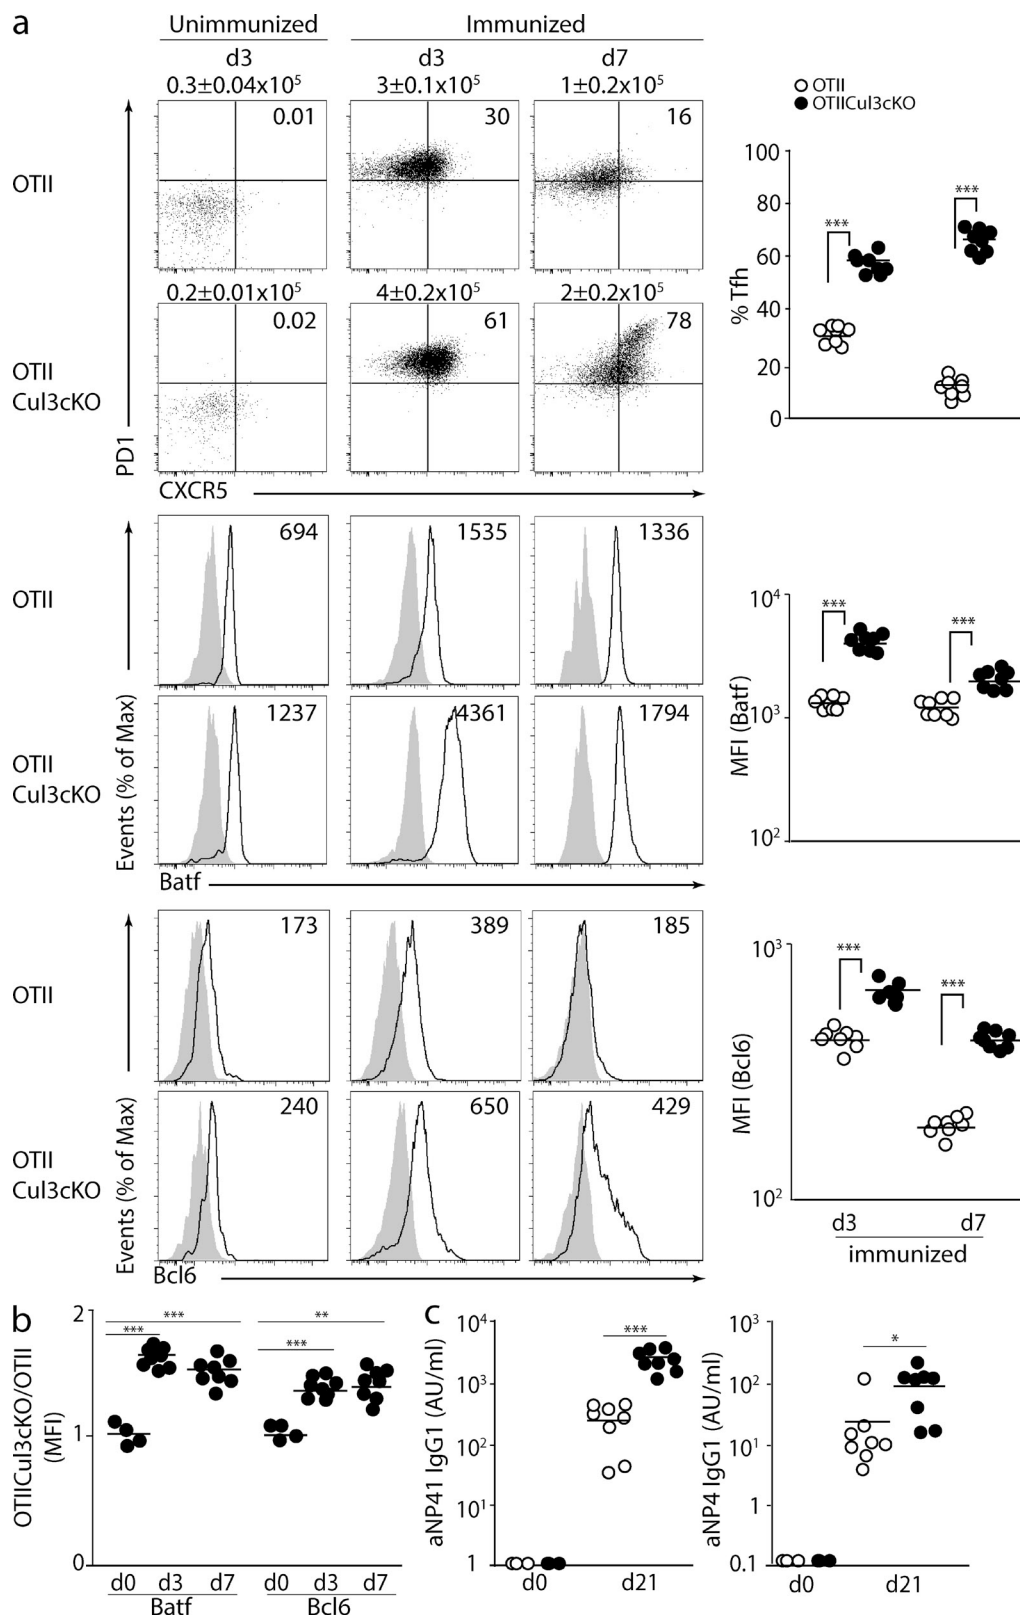 a
Unimmunized Immunized
d3 d3 d7
0.3±0.04x10⁵ 3±0.1x10⁵ 1±0.2x10⁵
OTII
0.01 30 16
0.2±0.01x10⁵ 4±0.2x10⁵ 2±0.2x10⁵
OTII
Cul3cKO
0.02 61 78
PD1
CXCR5
OTII
OTIICul3cKO
100
80
60
40
20
0
% Tfh
***
***
OTII
694 1535 1336
OTII
Cul3cKO
1237 4361 1794
Events (% of Max)
Batf
10⁴
10³
10²
MFI (Batf)
***
***
OTII
173 389 185
OTII
Cul3cKO
240 650 429
Events (% of Max)
Bcl6
10³
10²
MFI (Bcl6)
***
***
d3 d7
immunized
b
2
1
0
OTIICul3cKO/OTII
(MFI)
***
***
**
***
d0 d3 d7 d0 d3 d7
Batf Bcl6
c
10⁴
10³
10²
10¹
1
aNP41 IgG1 (AU/ml)
***
d0 d21
10³
10²
10¹
1
0.1
aNP4 IgG1 (AU/ml)
*
d0 d21